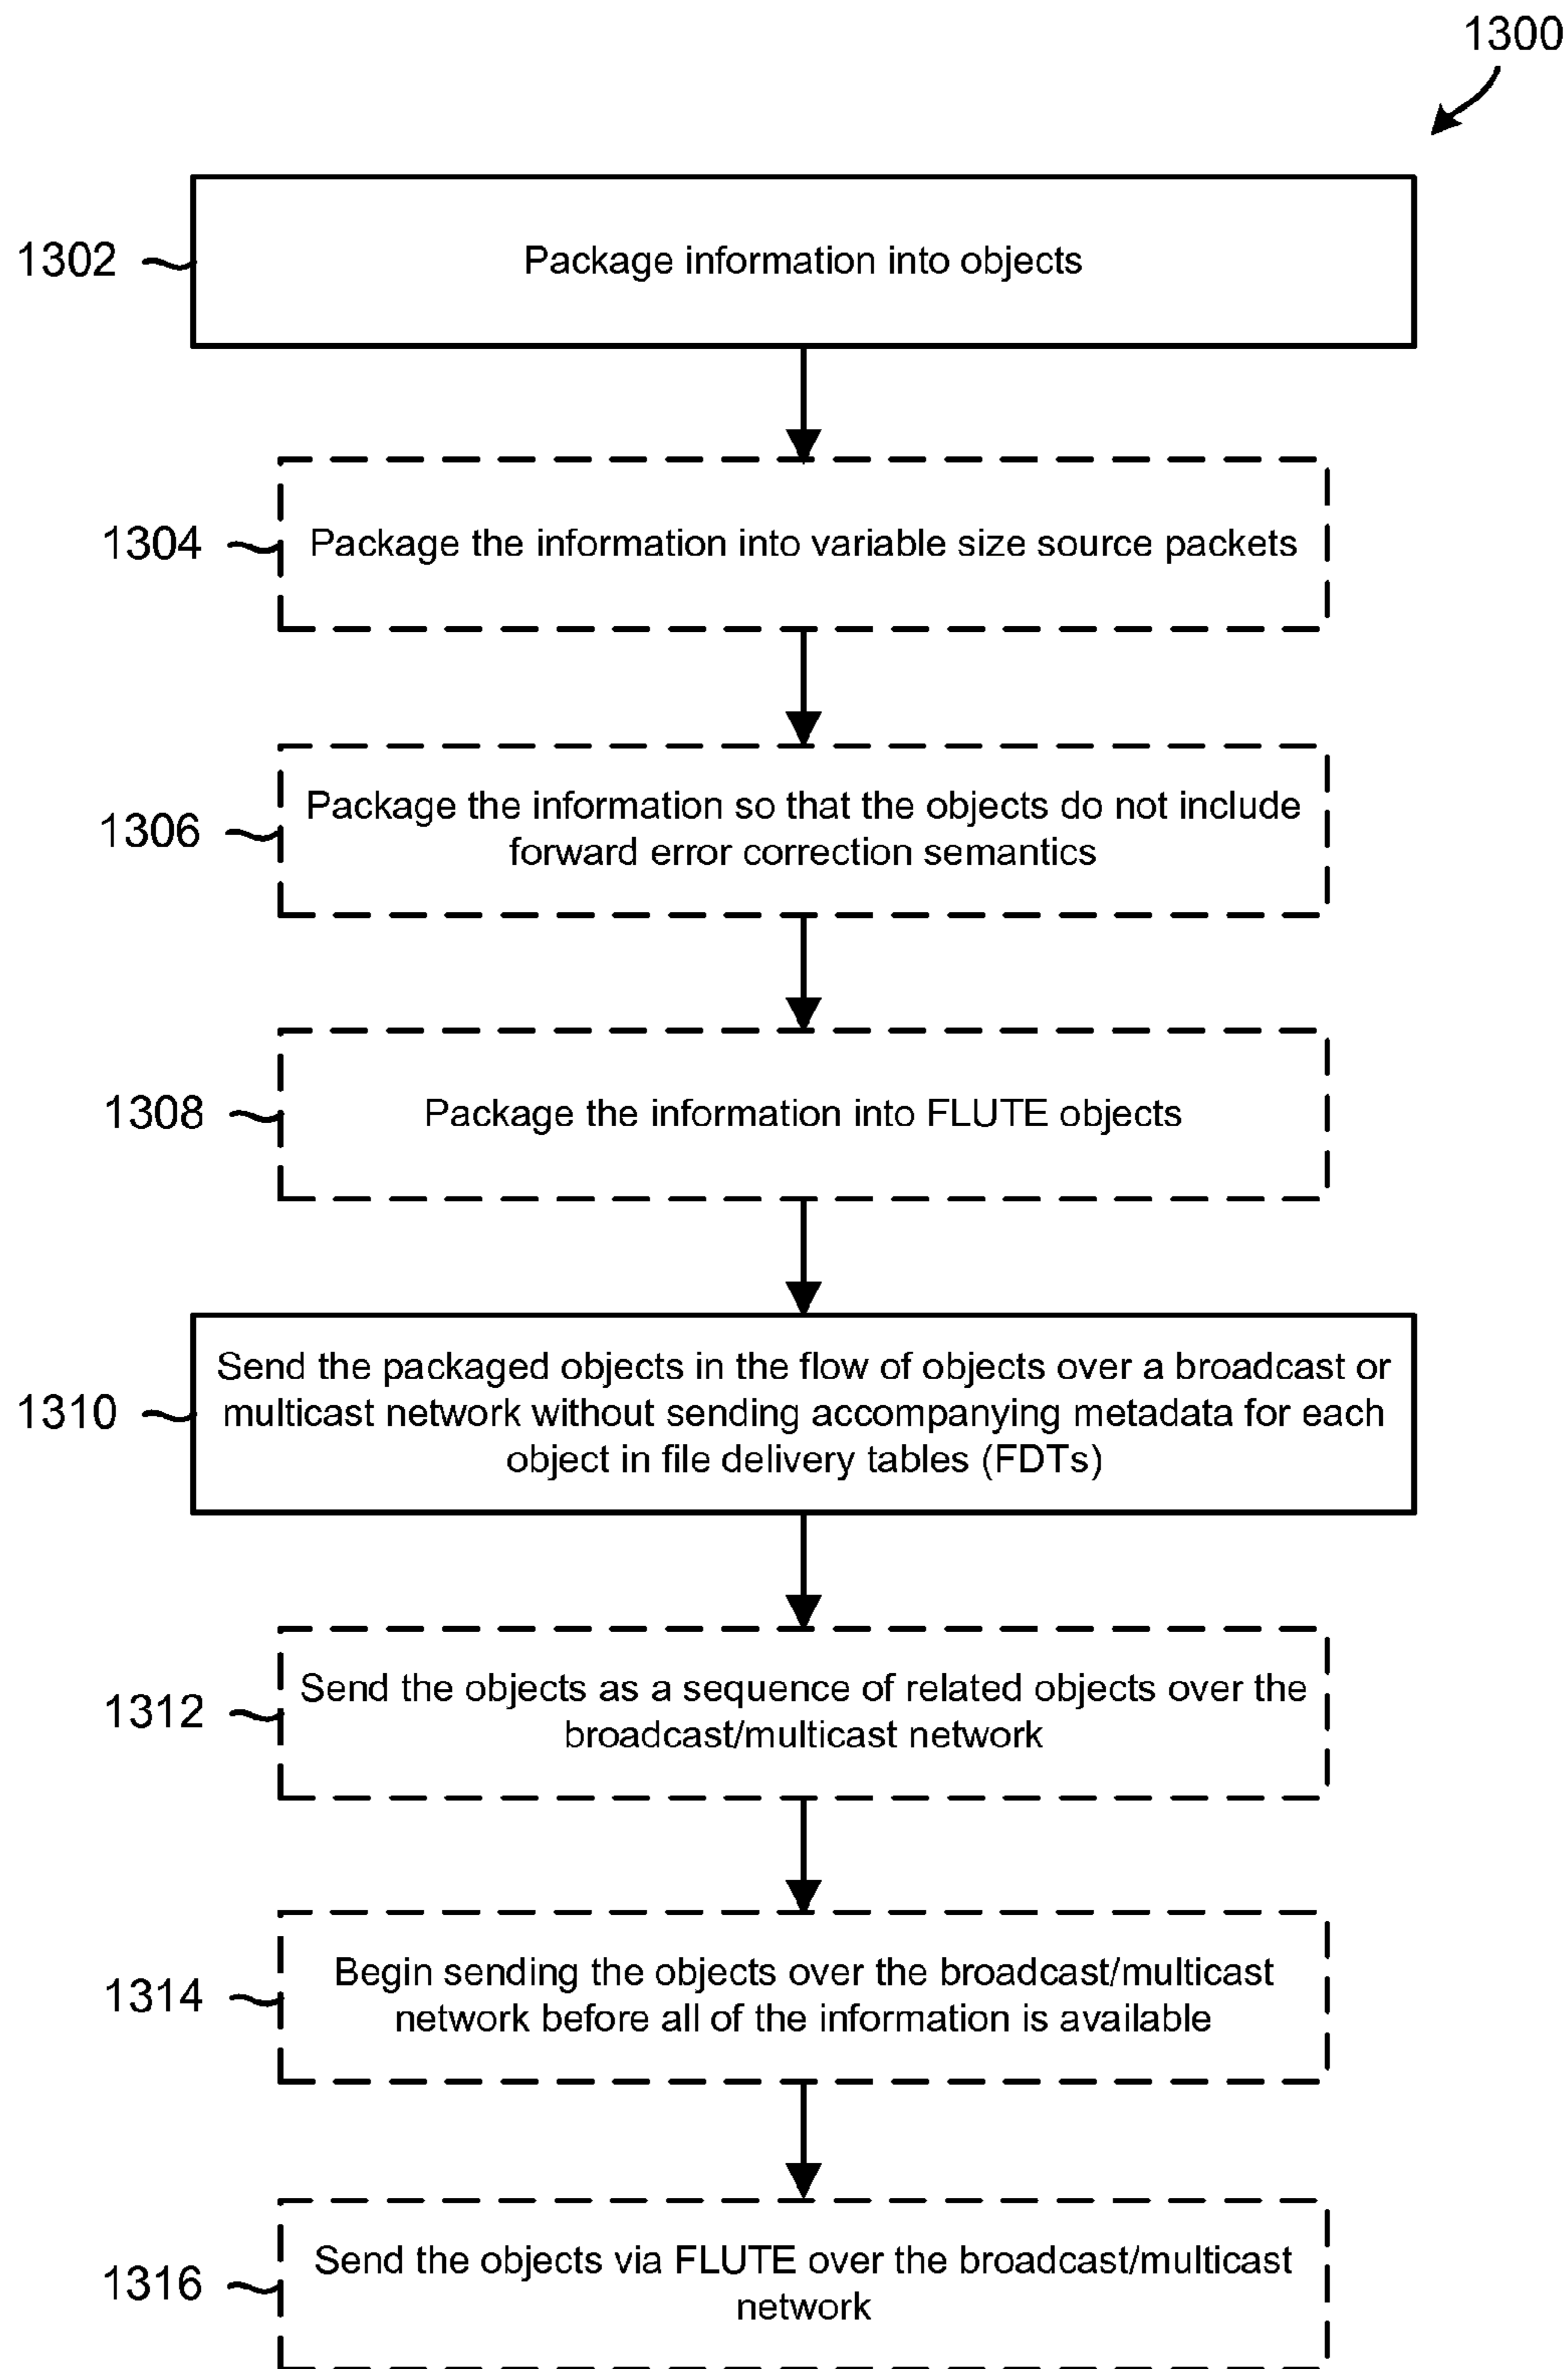 1300
1302
Package information into objects
1304
Package the information into variable size source packets
1306
Package the information so that the objects do not include
forward error correction semantics
1308
Package the information into FLUTE objects
1310
Send the packaged objects in the flow of objects over a broadcast or
multicast network without sending accompanying metadata for each
object in file delivery tables (FDTs)
1312
Send the objects as a sequence of related objects over the
broadcast/multicast network
1314
Begin sending the objects over the broadcast/multicast
network before all of the information is available
1316
Send the objects via FLUTE over the broadcast/multicast
network